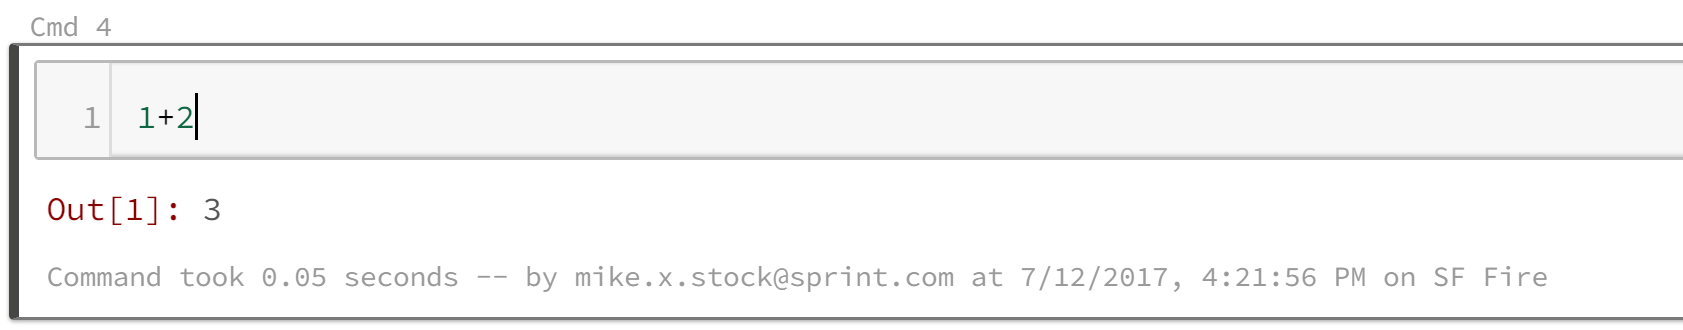 Cmd 4
1 1+2
Out[1]: 3
Command took 0.05 seconds -- by mike.x.stock@sprint.com at 7/12/2017, 4:21:56 PM on SF Fire